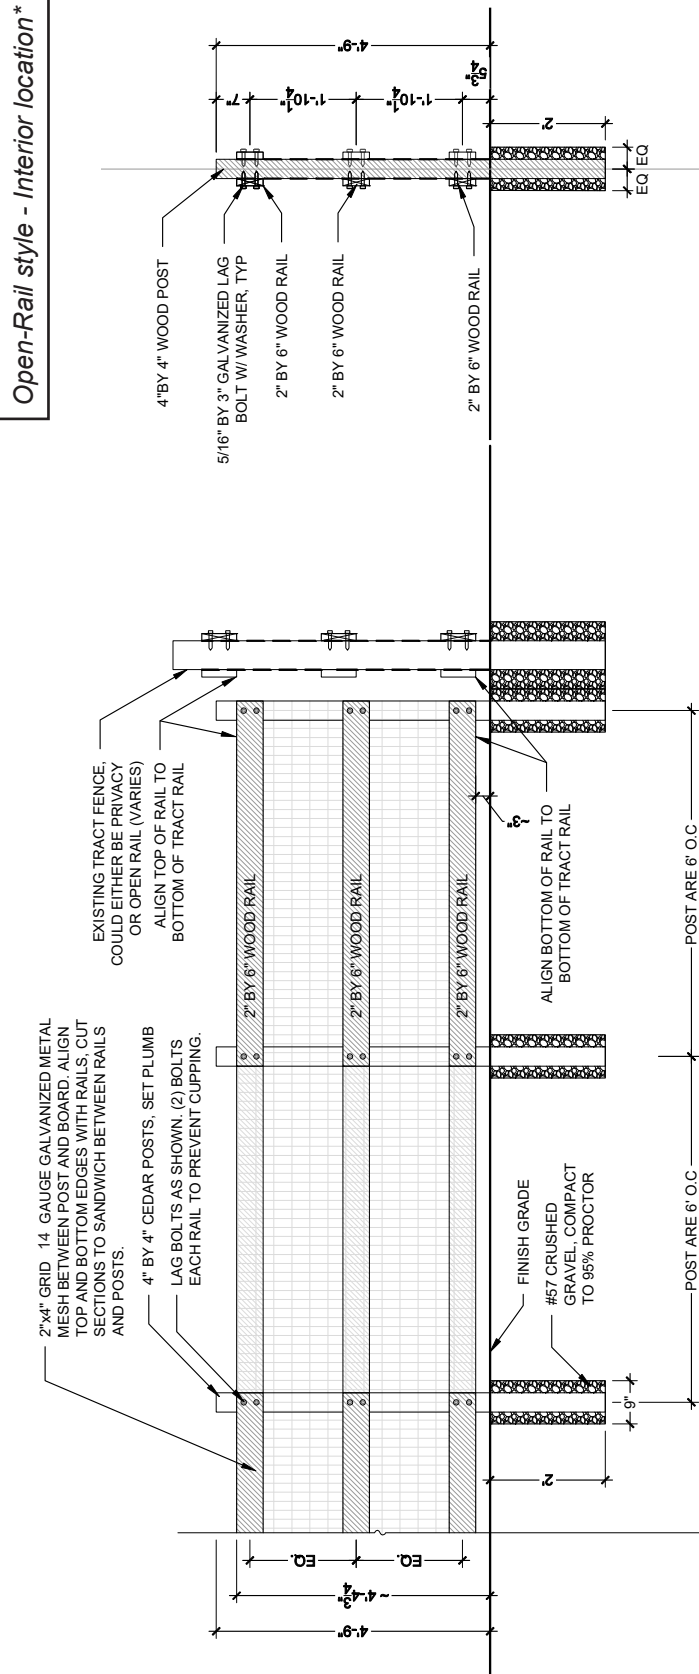 Open-Rail style - Interior location*
2"x4" GRID 14 GAUGE GALVANIZED METAL
MESH BETWEEN POST AND BOARD. ALIGN
TOP AND BOTTOM EDGES WITH RAILS, CUT
SECTIONS TO SANDWICH BETWEEN RAILS
AND POSTS.
4" BY 4" CEDAR POSTS, SET PLUMB
LAG BOLTS AS SHOWN. (2) BOLTS
EACH RAIL TO PREVENT CUPPING.
EXISTING TRACT FENCE,
COULD EITHER BE PRIVACY
OR OPEN RAIL (VARIES)
ALIGN TOP OF RAIL TO
BOTTOM OF TRACT RAIL
4"BY 4" WOOD POST
5/16" BY 3" GALVANIZED LAG
BOLT W/ WASHER, TYP
2" BY 6" WOOD RAIL
2" BY 6" WOOD RAIL
2" BY 6" WOOD RAIL
4'-9"
7"
1'-10 1/4"
1'-10 1/4"
5 3/4"
2'
EQ
EQ
4'-9"
~ 4'-4 3/4"
EQ.
EQ.
2" BY 6" WOOD RAIL
2" BY 6" WOOD RAIL
2" BY 6" WOOD RAIL
~3"
ALIGN BOTTOM OF RAIL TO
BOTTOM OF TRACT RAIL
FINISH GRADE
#57 CRUSHED
GRAVEL, COMPACT
TO 95% PROCTOR
2'
9"
POST ARE 6' O.C
POST ARE 6' O.C